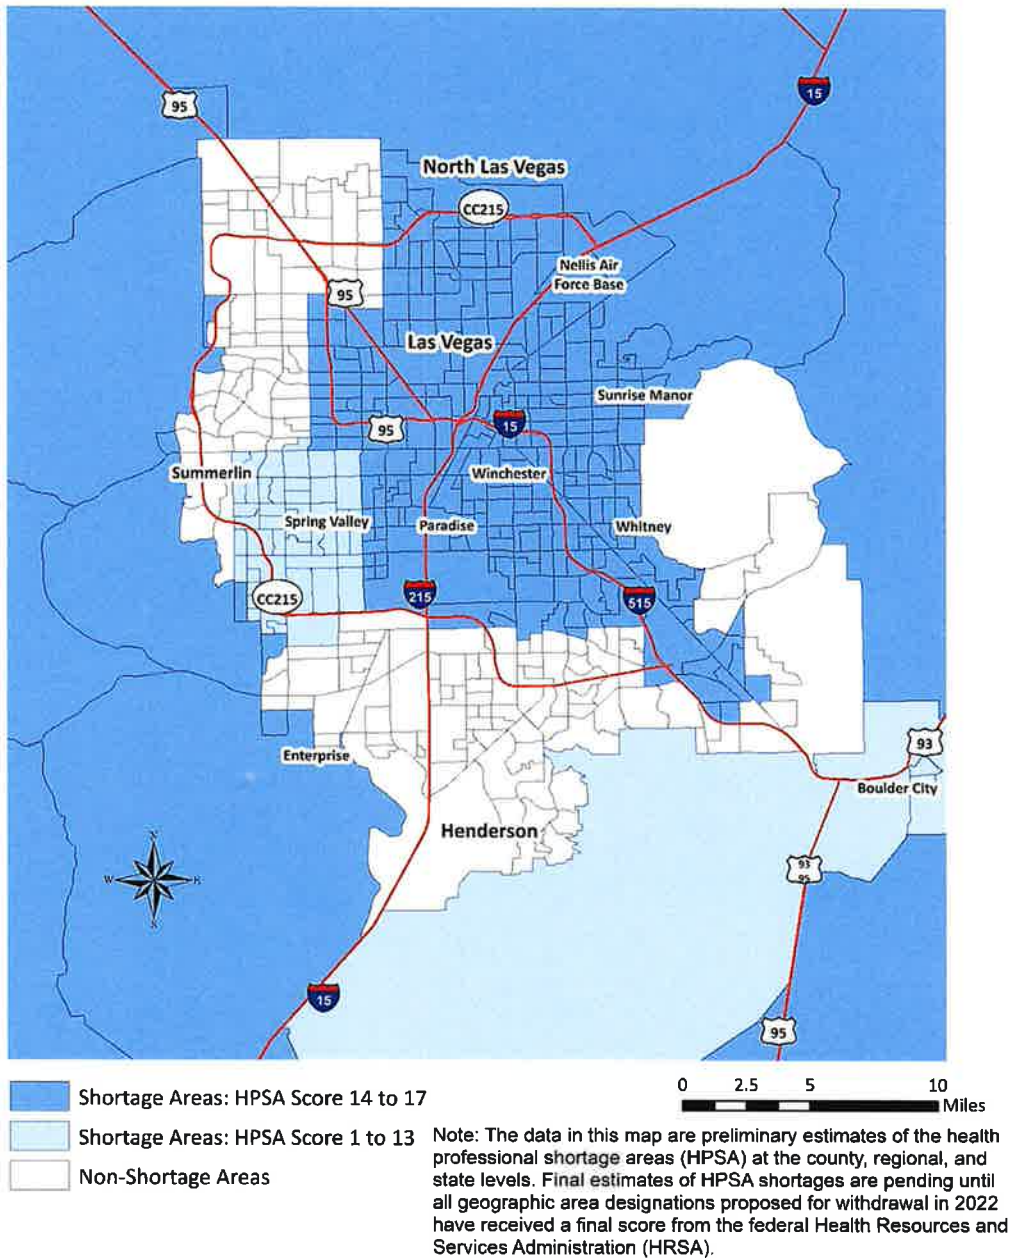 95
15
North Las Vegas
CC215
Nellis Air
Force Base
95
Las Vegas
Sunrise Manor
95
15
Summerlin
Winchester
Spring Valley
Paradise
Whitney
CC215
215
515
93
Enterprise
Boulder City
Henderson
93
95
N
W
E
S
15
95
Shortage Areas: HPSA Score 14 to 17
Shortage Areas: HPSA Score 1 to 13
Non-Shortage Areas
0 2.5 5 10
Miles
Note: The data in this map are preliminary estimates of the health
professional shortage areas (HPSA) at the county, regional, and
state levels. Final estimates of HPSA shortages are pending until
all geographic area designations proposed for withdrawal in 2022
have received a final score from the federal Health Resources and
Services Administration (HRSA).